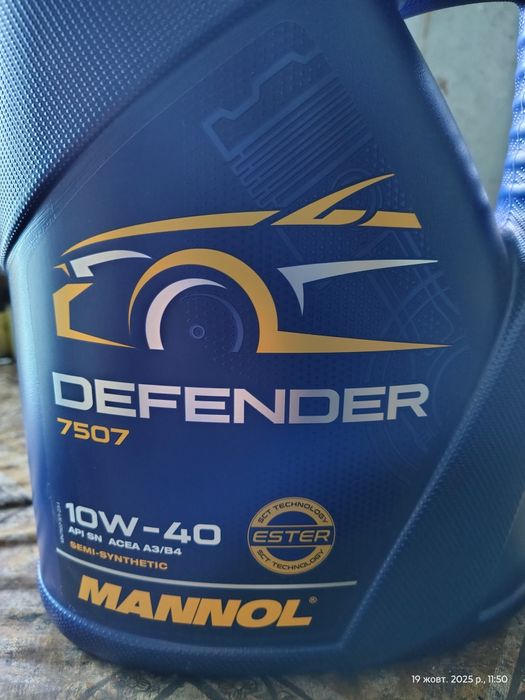 DEFENDER
7507
10W-40
API SN ACEA A3/B4
SEMI-SYNTHETIC
SCT TECHNOLOGY
ESTER
SCT TECHNOLOGY
MANNOL®
19 жовт. 2025 р., 11:50